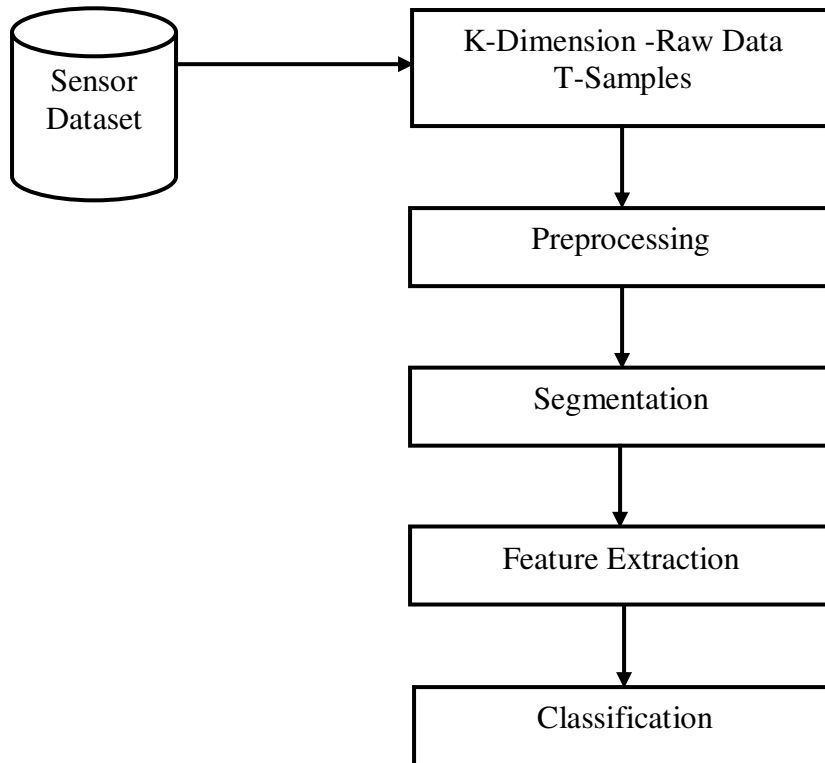 Sensor
Dataset
K-Dimension -Raw Data
T-Samples
Preprocessing
Segmentation
Feature Extraction
Classification